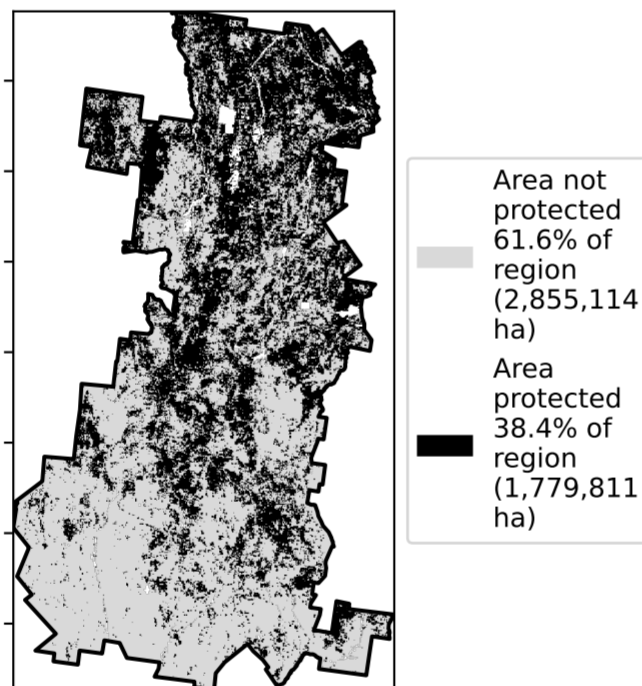 Area not
protected
61.6% of
region
(2,855,114
ha)
Area
protected
38.4% of
region
(1,779,811
ha)